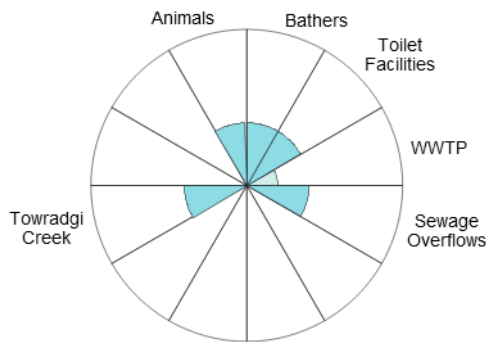 Animals
Bathers
Toilet
Facilities
WWTP
Sewage
Overflows
Towradgi
Creek